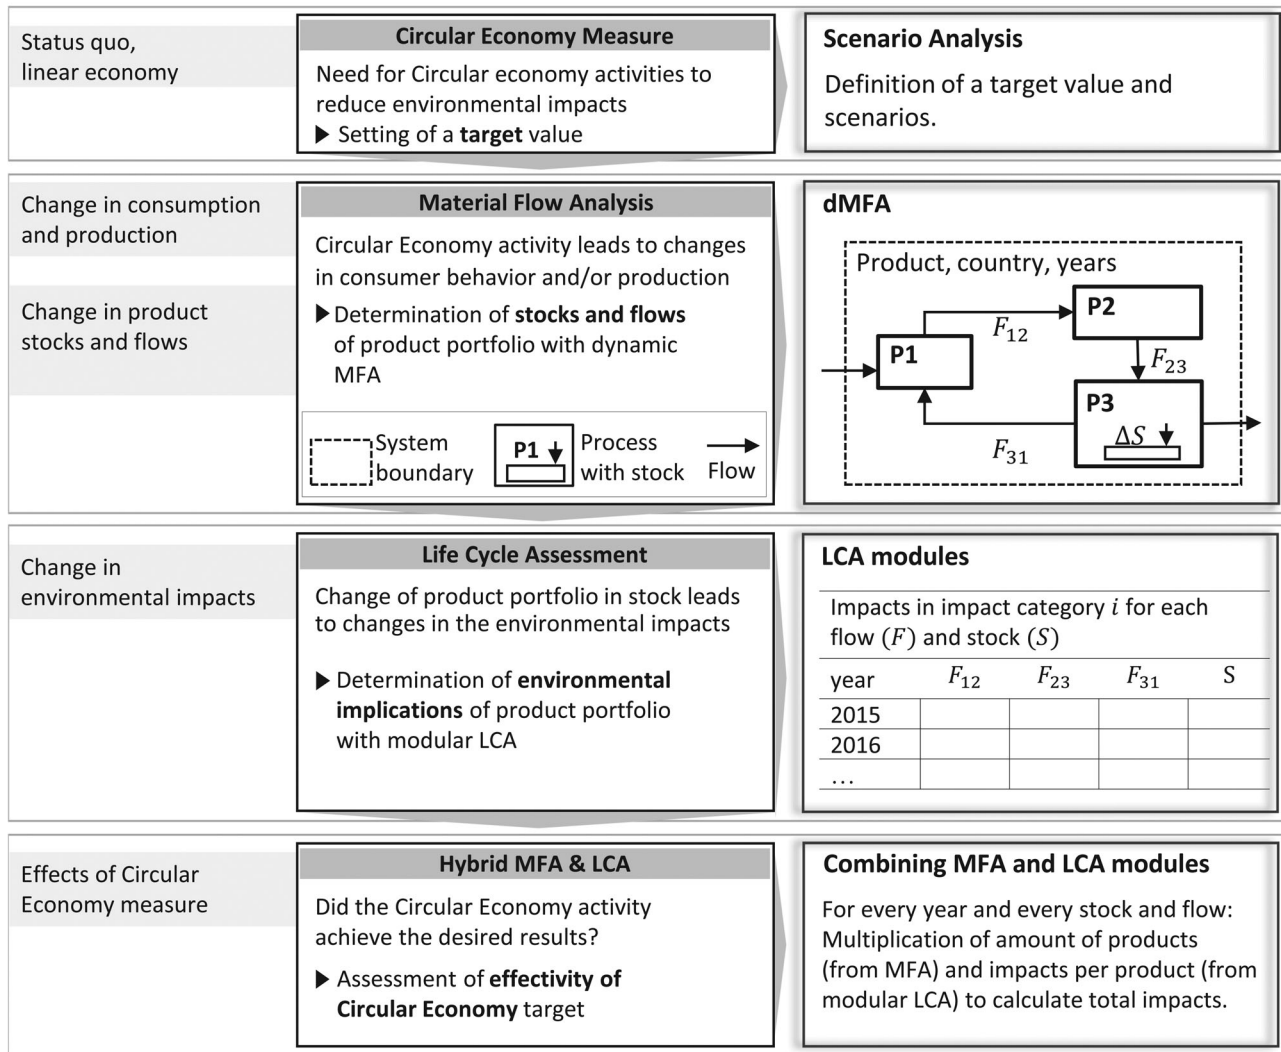 Status quo,
linear economy
Circular Economy Measure
Need for Circular economy activities to
reduce environmental impacts
▶ Setting of a target value
Scenario Analysis
Definition of a target value and
scenarios.
Change in consumption
and production
Change in product
stocks and flows
Material Flow Analysis
Circular Economy activity leads to changes
in consumer behavior and/or production
▶ Determination of stocks and flows
of product portfolio with dynamic
MFA
System
boundary
P1
Process
with stock
Flow
dMFA
Product, country, years
P1
F12
P2
F23
P3
ΔS
F31
Change in
environmental impacts
Life Cycle Assessment
Change of product portfolio in stock leads
to changes in the environmental impacts
▶ Determination of environmental
implications of product portfolio
with modular LCA
LCA modules
Impacts in impact category i for each
flow (F) and stock (S)
year F12 F23 F31 S
2015
2016
...
Effects of Circular
Economy measure
Hybrid MFA & LCA
Did the Circular Economy activity
achieve the desired results?
▶ Assessment of effectivity of
Circular Economy target
Combining MFA and LCA modules
For every year and every stock and flow:
Multiplication of amount of products
(from MFA) and impacts per product (from
modular LCA) to calculate total impacts.